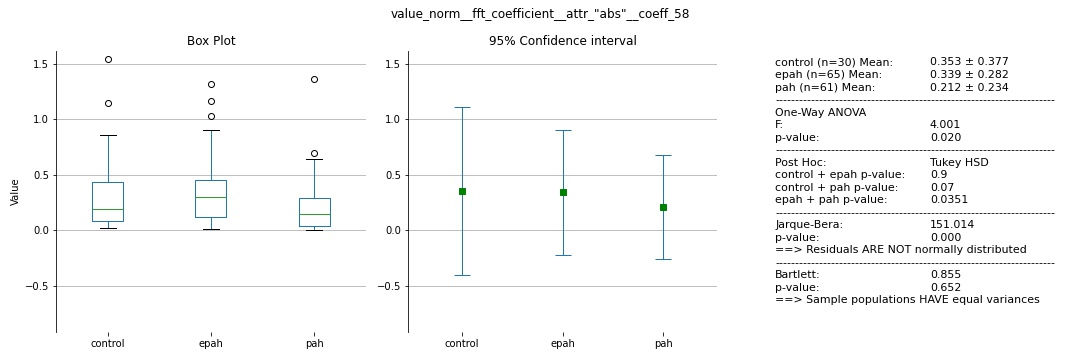 value_norm__fft_coefficient__attr_"abs"__coeff_58
Box Plot
1.5
1.0
0.5
0.0
−0.5
Value
control epah pah
95% Confidence interval
1.5
1.0
0.5
0.0
−0.5
control epah pah
control (n=30) Mean: 0.353 ± 0.377
epah (n=65) Mean: 0.339 ± 0.282
pah (n=61) Mean: 0.212 ± 0.234
One-Way ANOVA
F: 4.001
p-value: 0.020
Post Hoc: Tukey HSD
control + epah p-value: 0.9
control + pah p-value: 0.07
epah + pah p-value: 0.0351
Jarque-Bera: 151.014
p-value: 0.000
==> Residuals ARE NOT normally distributed
Bartlett: 0.855
p-value: 0.652
==> Sample populations HAVE equal variances